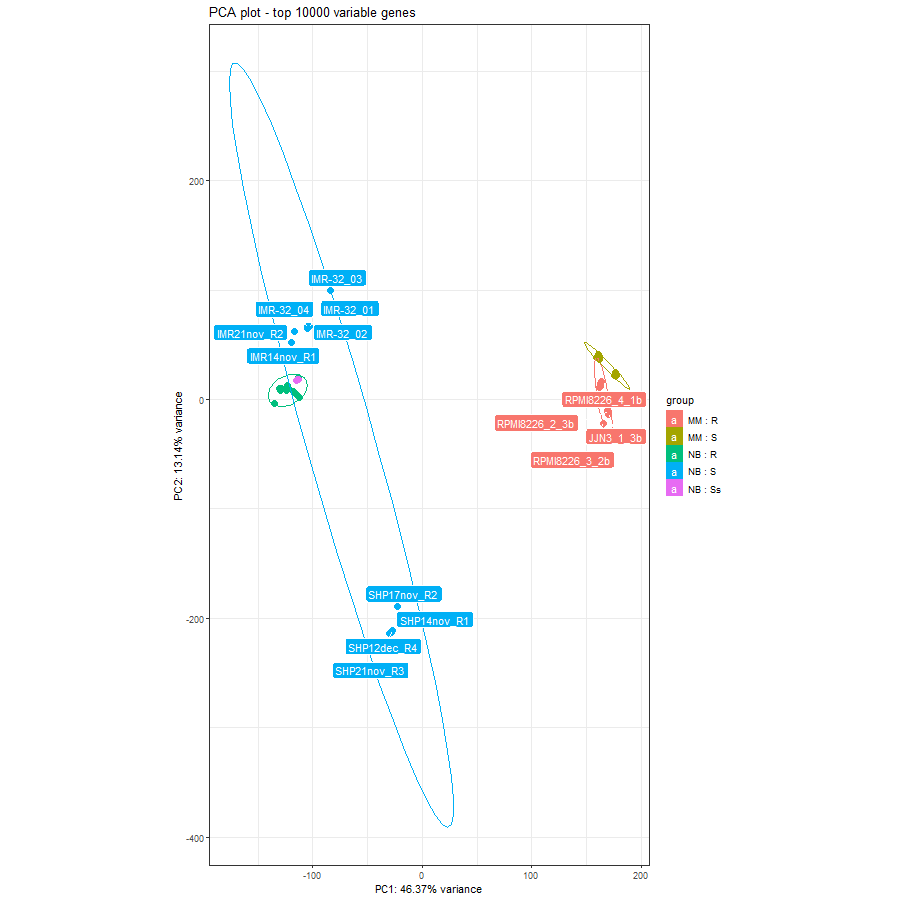 PCA plot - top 10000 variable genes
PC2: 13.14% variance
200
0
-200
-400
IMR-32_03
IMR-32_04
IMR-32_01
IMR21nov_R2
IMR-32_02
IMR14nov_R1
RPMI8226_4_1b
RPMI8226_2_3b
JJN3_1_3b
RPMI8226_3_2b
SHP17nov_R2
SHP14nov_R1
SHP12dec_R4
SHP21nov_R3
-100
0
100
200
PC1: 46.37% variance
group
a MM : R
a MM : S
a NB : R
a NB : S
a NB : Ss